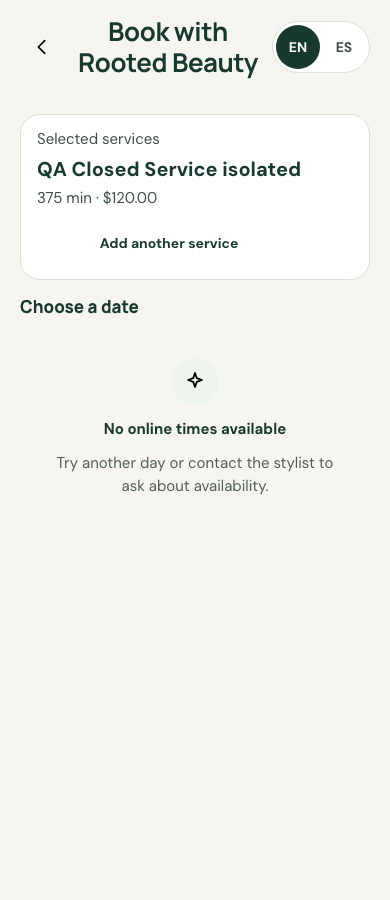 Book with
Rooted Beauty
EN
ES
Selected services
QA Closed Service isolated
375 min · $120.00
Add another service
Choose a date
No online times available
Try another day or contact the stylist to
ask about availability.